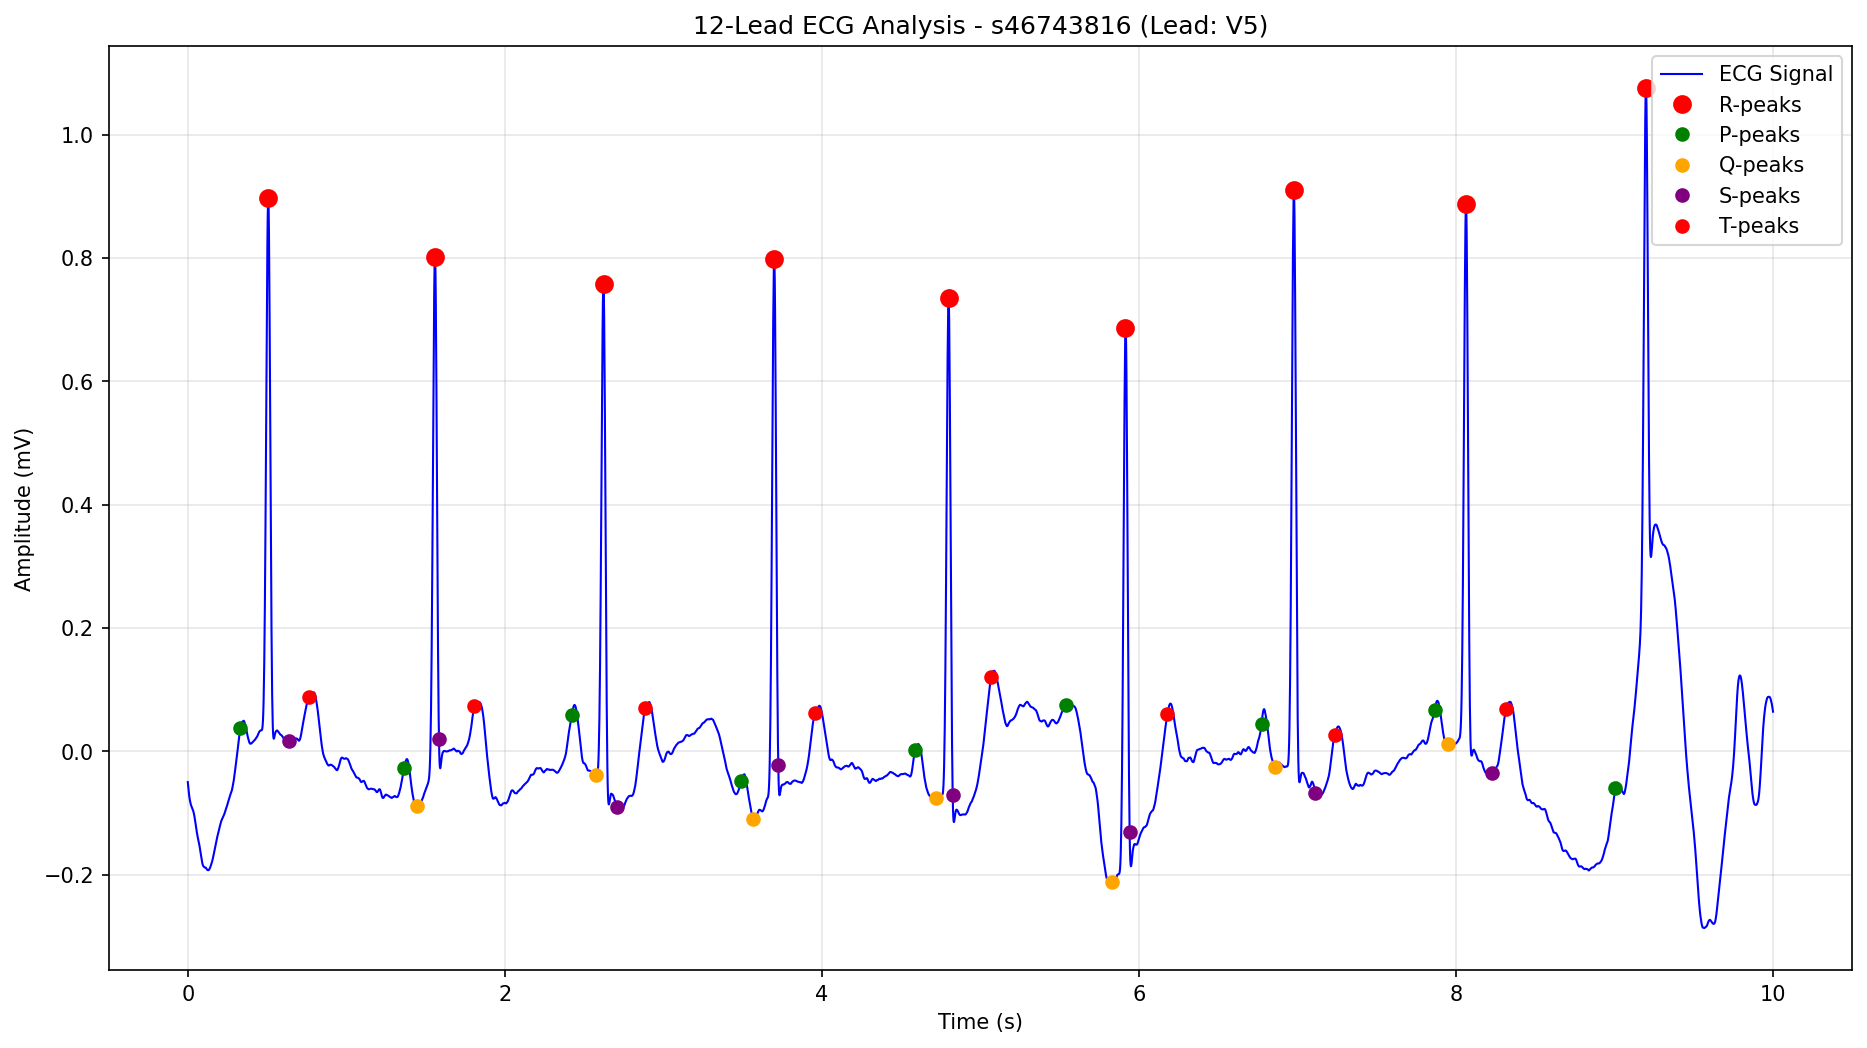 12-Lead ECG Analysis - s46743816 (Lead: V5)
ECG Signal
R-peaks
P-peaks
Q-peaks
S-peaks
T-peaks
Amplitude (mV)
1.0
0.8
0.6
0.4
0.2
0.0
−0.2
0 2 4 6 8 10
Time (s)